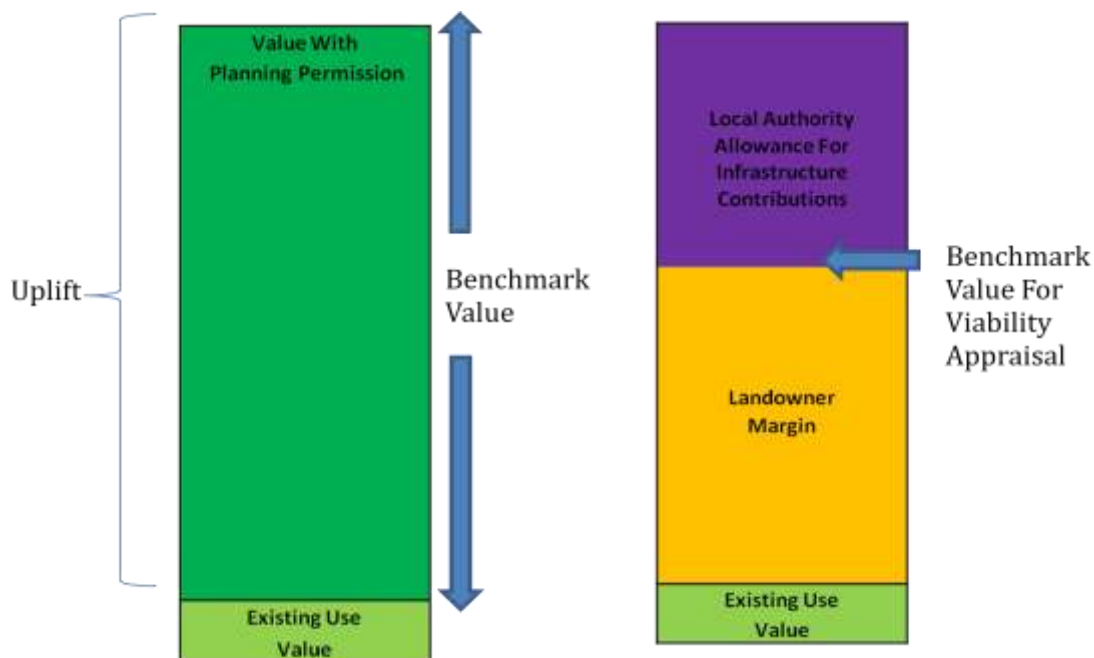 Value With
Planning Permission
Uplift
Benchmark
Value
Existing Use
Value
Local Authority
Allowance For
Infrastructure
Contributions
Benchmark
Value For
Viability
Appraisal
Landowner
Margin
Existing Use
Value